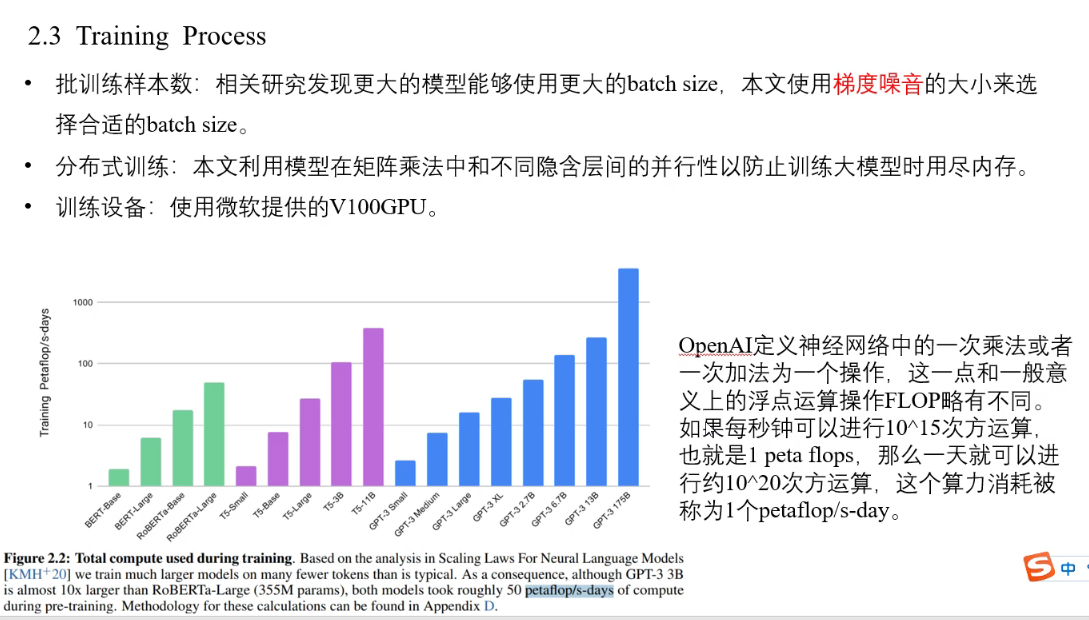 2.3 Training Process
• 批训练样本数：相关研究发现更大的模型能够使用更大的batch size，本文使用梯度噪音的大小来选
择合适的batch size。
• 分布式训练：本文利用模型在矩阵乘法中和不同隐含层间的并行性以防止训练大模型时用尽内存。
• 训练设备：使用微软提供的V100GPU。
Training Petaflop/s-days
1000
100
10
1
BERT-Base
BERT-Large
RoBERTa-Base
RoBERTa-Large
T5-Small
T5-Base
T5-Large
T5-3B
T5-11B
GPT-3 Small
GPT-3 Medium
GPT-3 Large
GPT-3 XL
GPT-3 2.7B
GPT-3 6.7B
GPT-3 13B
GPT-3 175B
OpenAI定义神经网络中的一次乘法或者
一次加法为一个操作，这一点和一般意
义上的浮点运算操作FLOP略有不同。
如果每秒钟可以进行10^15次方运算，
也就是1 peta flops，那么一天就可以进
行约10^20次方运算，这个算力消耗被
称为1个petaflop/s-day。
Figure 2.2: Total compute used during training. Based on the analysis in Scaling Laws For Neural Language Models
[KMH+20] we train much larger models on many fewer tokens than is typical. As a consequence, although GPT-3 3B
is almost 10x larger than RoBERTa-Large (355M params), both models took roughly 50 petaflop/s-days of compute
during pre-training. Methodology for these calculations can be found in Appendix D.
S 中